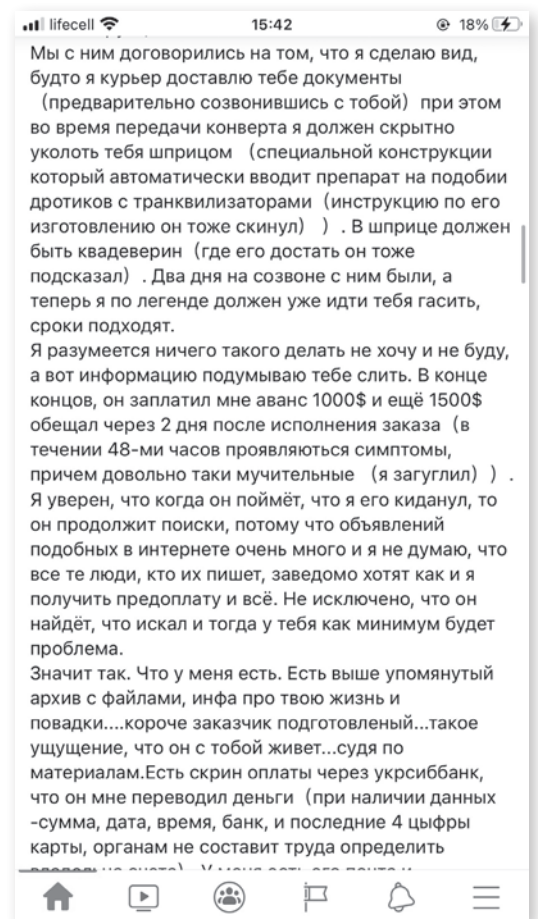 lifecell 15:42 18%
Мы с ним договорились на том, что я сделаю вид,
будто я курьер доставлю тебе документы
(предварительно созвонившись с тобой) при этом
во время передачи конверта я должен скрытно
уколоть тебя шприцом (специальной конструкции
который автоматически вводит препарат на подобии
дротиков с транквилизаторами (инструкцию по его
изготовлению он тоже скинул) ) . В шприце должен
быть квадеверин (где его достать он тоже
подсказал) . Два дня на созвоне с ним были, а
теперь я по легенде должен уже идти тебя гасить,
сроки подходят.
Я разумеется ничего такого делать не хочу и не буду,
а вот информацию подумываю тебе слить. В конце
концов, он заплатил мне аванс 1000$ и ещё 1500$
обещал через 2 дня после исполнения заказа (в
течении 48-ми часов проявляються симптомы,
причем довольно таки мучительные (я загуглил) ) .
Я уверен, что когда он поймёт, что я его киданул, то
он продолжит поиски, потому что объявлений
подобных в интернете очень много и я не думаю, что
все те люди, кто их пишет, заведомо хотят как и я
получить предоплату и всё. Не исключено, что он
найдёт, что искал и тогда у тебя как минимум будет
проблема.
Значит так. Что у меня есть. Есть выше упомянутый
архив с файлами, инфа про твою жизнь и
повадки....короче заказчик подготовленый...такое
ущущение, что он с тобой живет...судя по
материалам.Есть скрин оплаты через укрсиббанк,
что он мне переводил деньги (при наличии данных
-сумма, дата, время, банк, и последние 4 цыфры
карты, органам не составит труда определить